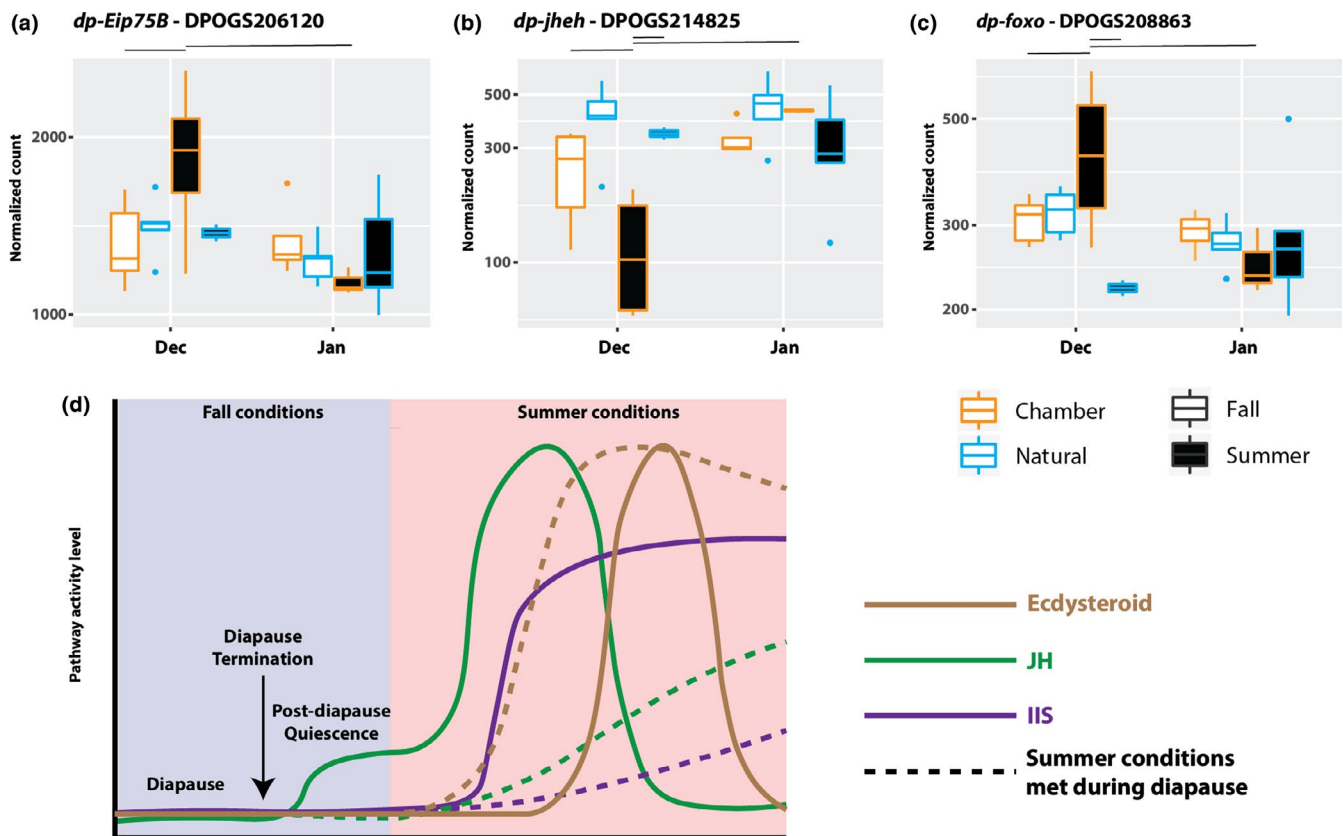 (a)
dp-Eip75B - DPOGS206120
Normalized count
2000
1000
Dec
Jan
(b)
dp-jheh - DPOGS214825
Normalized count
500
300
100
Dec
Jan
(c)
dp-foxo - DPOGS208863
Normalized count
500
300
200
Dec
Jan
Chamber
Natural
Fall
Summer
(d)
Fall conditions
Summer conditions
Pathway activity level
Diapause
Termination
Post-diapause
Quiescence
Diapause
Ecdysteroid
JH
IIS
Summer conditions
met during diapause